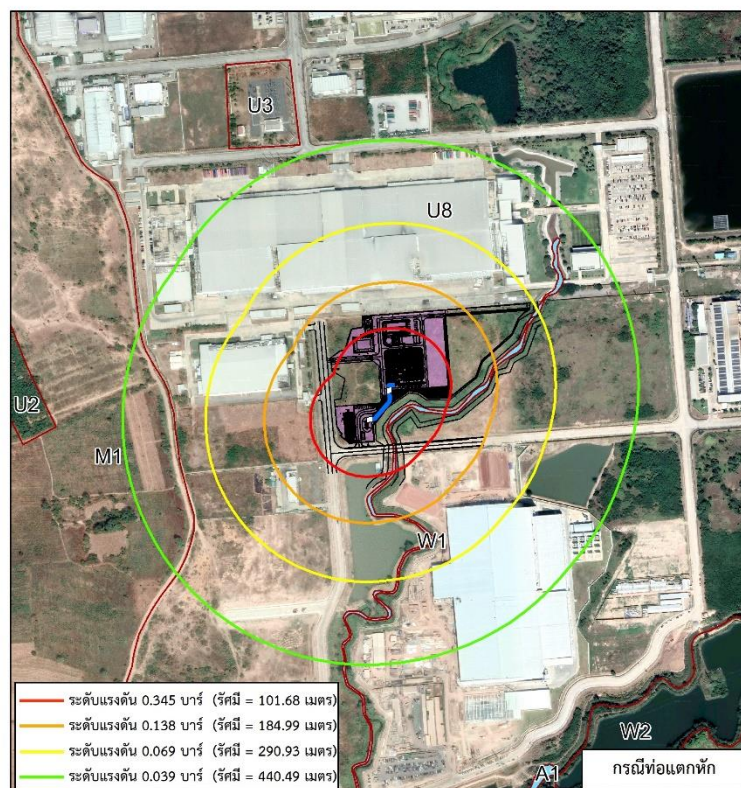 U3
U8
U2
M1
W1
W2
A1
ระดับแรงดัน 0.345 บาร์ (รัศมี = 101.68 เมตร)
ระดับแรงดัน 0.138 บาร์ (รัศมี = 184.99 เมตร)
ระดับแรงดัน 0.069 บาร์ (รัศมี = 290.93 เมตร)
ระดับแรงดัน 0.039 บาร์ (รัศมี = 440.49 เมตร)
กรณีท่อแตกหัก